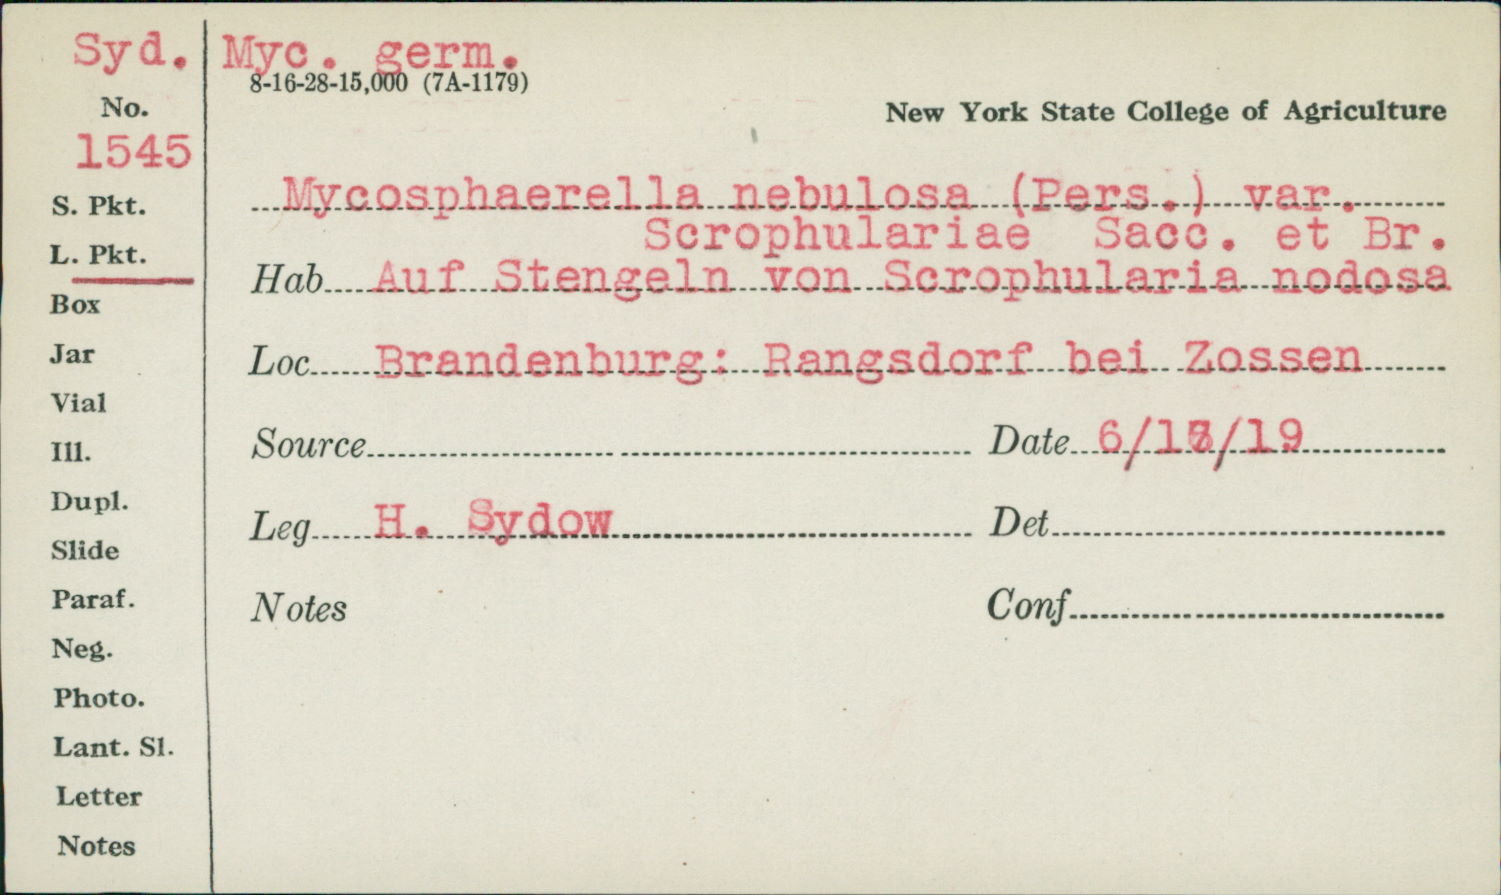 Syd. Myc. germ.
8-16-28-15,000 (7A-1179)
No.
New York State College of Agriculture
1545
Mycosphaerella nebulosa (Pers.) var.
S. Pkt.
Scrophulariae Sacc. et Br.
L. Pkt.
Hab Auf Stengeln von Scrophularia nodosa
Box
Jar
Loc Brandenburg: Rangsdorf bei Zossen
Vial
Ill.
Source Date
Dupl.
Leg H. Sydow Det
Slide
Paraf.
Notes Conf
Neg.
Photo.
Lant. Sl.
Letter
Notes